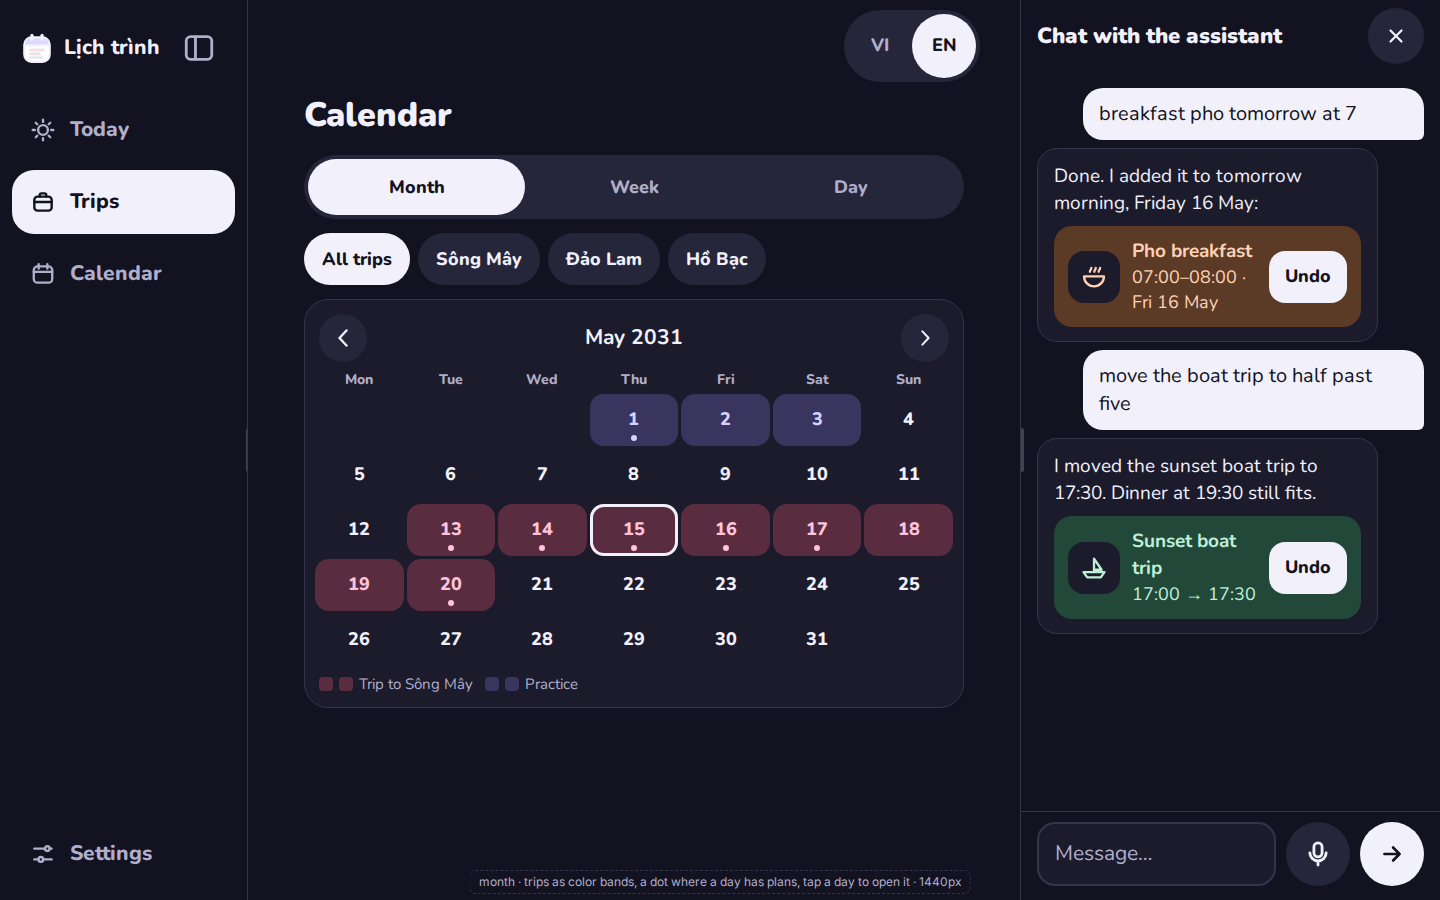 Lịch trình
Today
Trips
Calendar
Settings
VI EN
Calendar
Month Week Day
All trips Sông Mây Đảo Lam Hồ Bạc
May 2031
Mon Tue Wed Thu Fri Sat Sun
1 2 3 4
5 6 7 8 9 10 11
12 13 14 15 16 17 18
19 20 21 22 23 24 25
26 27 28 29 30 31
Trip to Sông Mây Practice
month · trips as color bands, a dot where a day has plans, tap a day to open it · 1440px
Chat with the assistant
breakfast pho tomorrow at 7
Done. I added it to tomorrow
morning, Friday 16 May:
Pho breakfast
07:00–08:00 ·
Fri 16 May
Undo
move the boat trip to half past
five
I moved the sunset boat trip to
17:30. Dinner at 19:30 still fits.
Sunset boat
trip
17:00 → 17:30
Undo
Message...